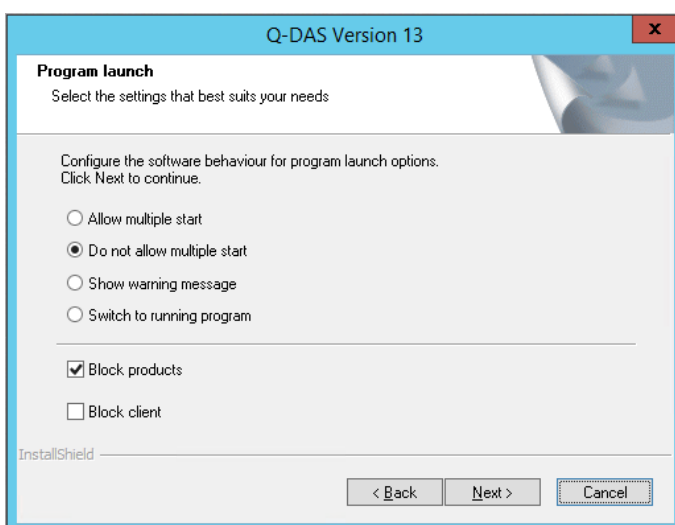 Q-DAS Version 13
x
Program launch
Select the settings that best suits your needs
Configure the software behaviour for program launch options.
Click Next to continue.
Allow multiple start
Do not allow multiple start
Show warning message
Switch to running program
Block products
Block client
InstallShield
< Back Next > Cancel